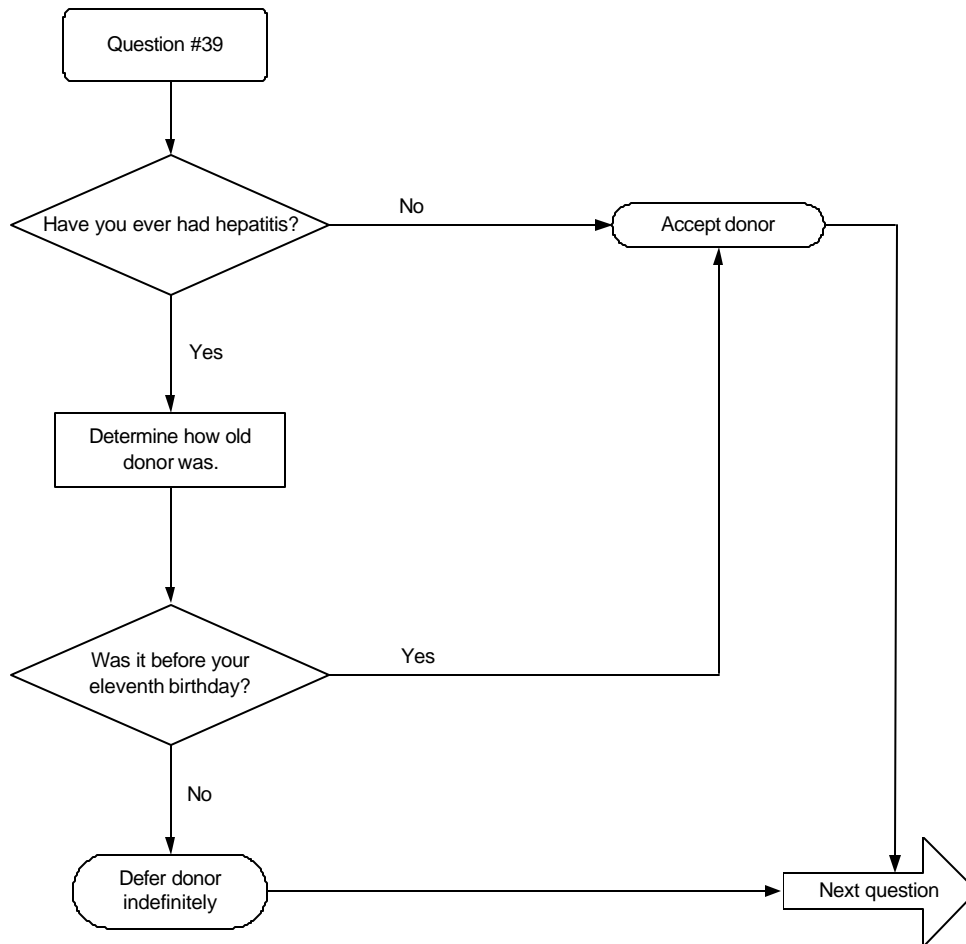 Question #39
Have you ever had hepatitis?
No
Accept donor
Yes
Determine how old
donor was.
Was it before your
eleventh birthday?
Yes
No
Defer donor
indefinitely
Next question